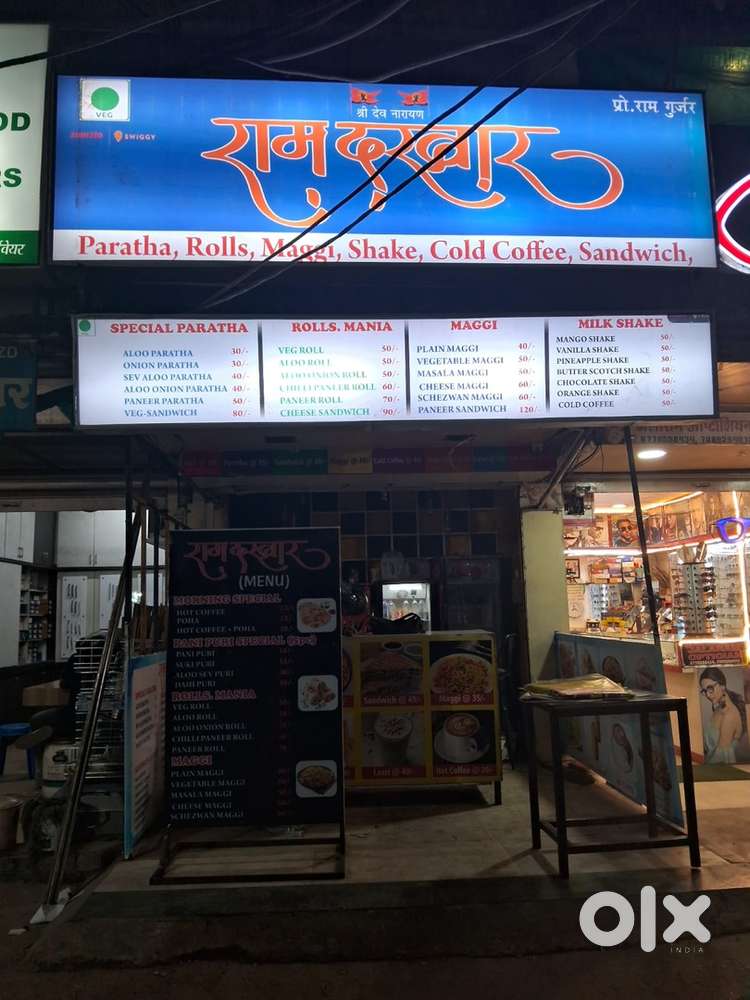 VEG
श्री देव नारायण
प्रो.राम गुर्जर
ZOMATO
SWIGGY
राम दरबार
Paratha, Rolls, Maggi, Shake, Cold Coffee, Sandwich,
SPECIAL PARATHA
ALOO PARATHA 30/-
ONION PARATHA 30/-
SEV ALOO PARATHA 40/-
ALOO ONION PARATHA 40/-
PANEER PARATHA 50/-
VEG-SANDWICH 80/-
ROLLS. MANIA
VEG ROLL 50/-
ALOO ROLL 50/-
ALOO ONION ROLL 50/-
CHILLI PANEER ROLL 60/-
PANEER ROLL 70/-
CHEESE SANDWICH 90/-
MAGGI
PLAIN MAGGI 40/-
VEGETABLE MAGGI 50/-
MASALA MAGGI 50/-
CHEESE MAGGI 60/-
SCHEZWAN MAGGI 60/-
PANEER SANDWICH 120/-
MILK SHAKE
MANGO SHAKE 50/-
VANILLA SHAKE 50/-
PINEAPPLE SHAKE 50/-
BUTTER SCOTCH SHAKE 50/-
CHOCOLATE SHAKE 50/-
ORANGE SHAKE 50/-
COLD COFFEE 50/-
राम दरबार
(MENU)
MORNING SPECIAL
HOT COFFEE
POHA
HOT COFFEE + POHA
PANI PURI SPECIAL
PANI PURI
SUKI PURI
ALOO SEV PURI
DAHI PURI
ROLLS. MANIA
VEG ROLL
ALOO ROLL
ALOO ONION ROLL
CHILLI PANEER ROLL
PANEER ROLL
MAGGI
PLAIN MAGGI
VEGETABLE MAGGI
MASALA MAGGI
CHEESE MAGGI
SCHEZWAN MAGGI
Sandwich @
Maggi @ 35/-
Hot Coffee @
olx
INDIA